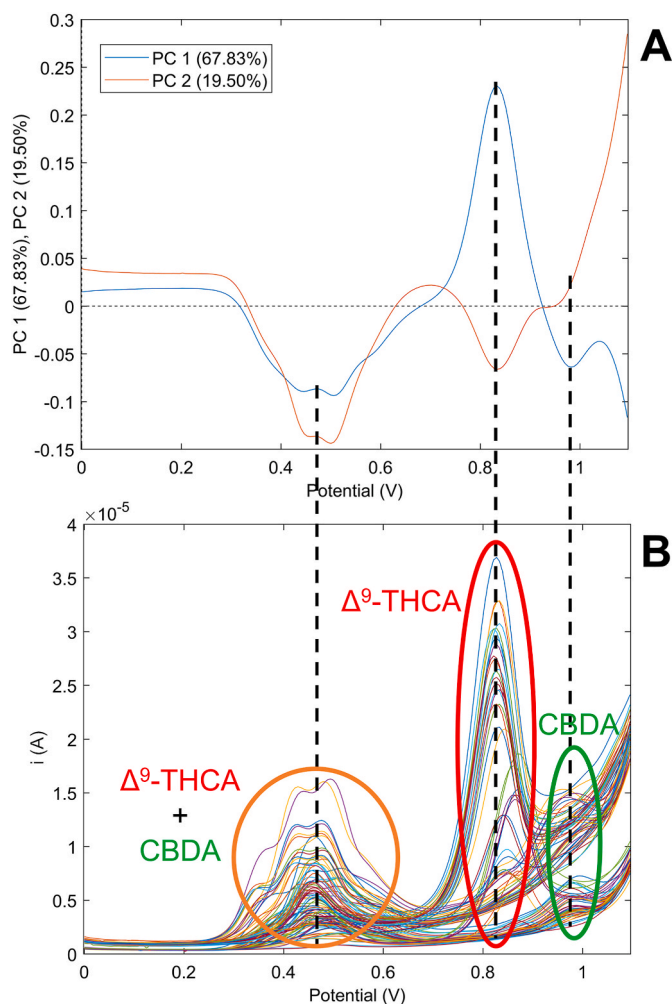 A
PC 1 (67.83%)
PC 2 (19.50%)
PC 1 (67.83%), PC 2 (19.50%)
0.3
0.25
0.2
0.15
0.1
0.05
0
-0.05
-0.1
-0.15
0 0.2 0.4 0.6 0.8 1
Potential (V)
B
×10⁻⁵
i (A)
4
3.5
3
2.5
2
1.5
1
0.5
0
Δ⁹-THCA
CBDA
Δ⁹-THCA
+
CBDA
0 0.2 0.4 0.6 0.8 1
Potential (V)